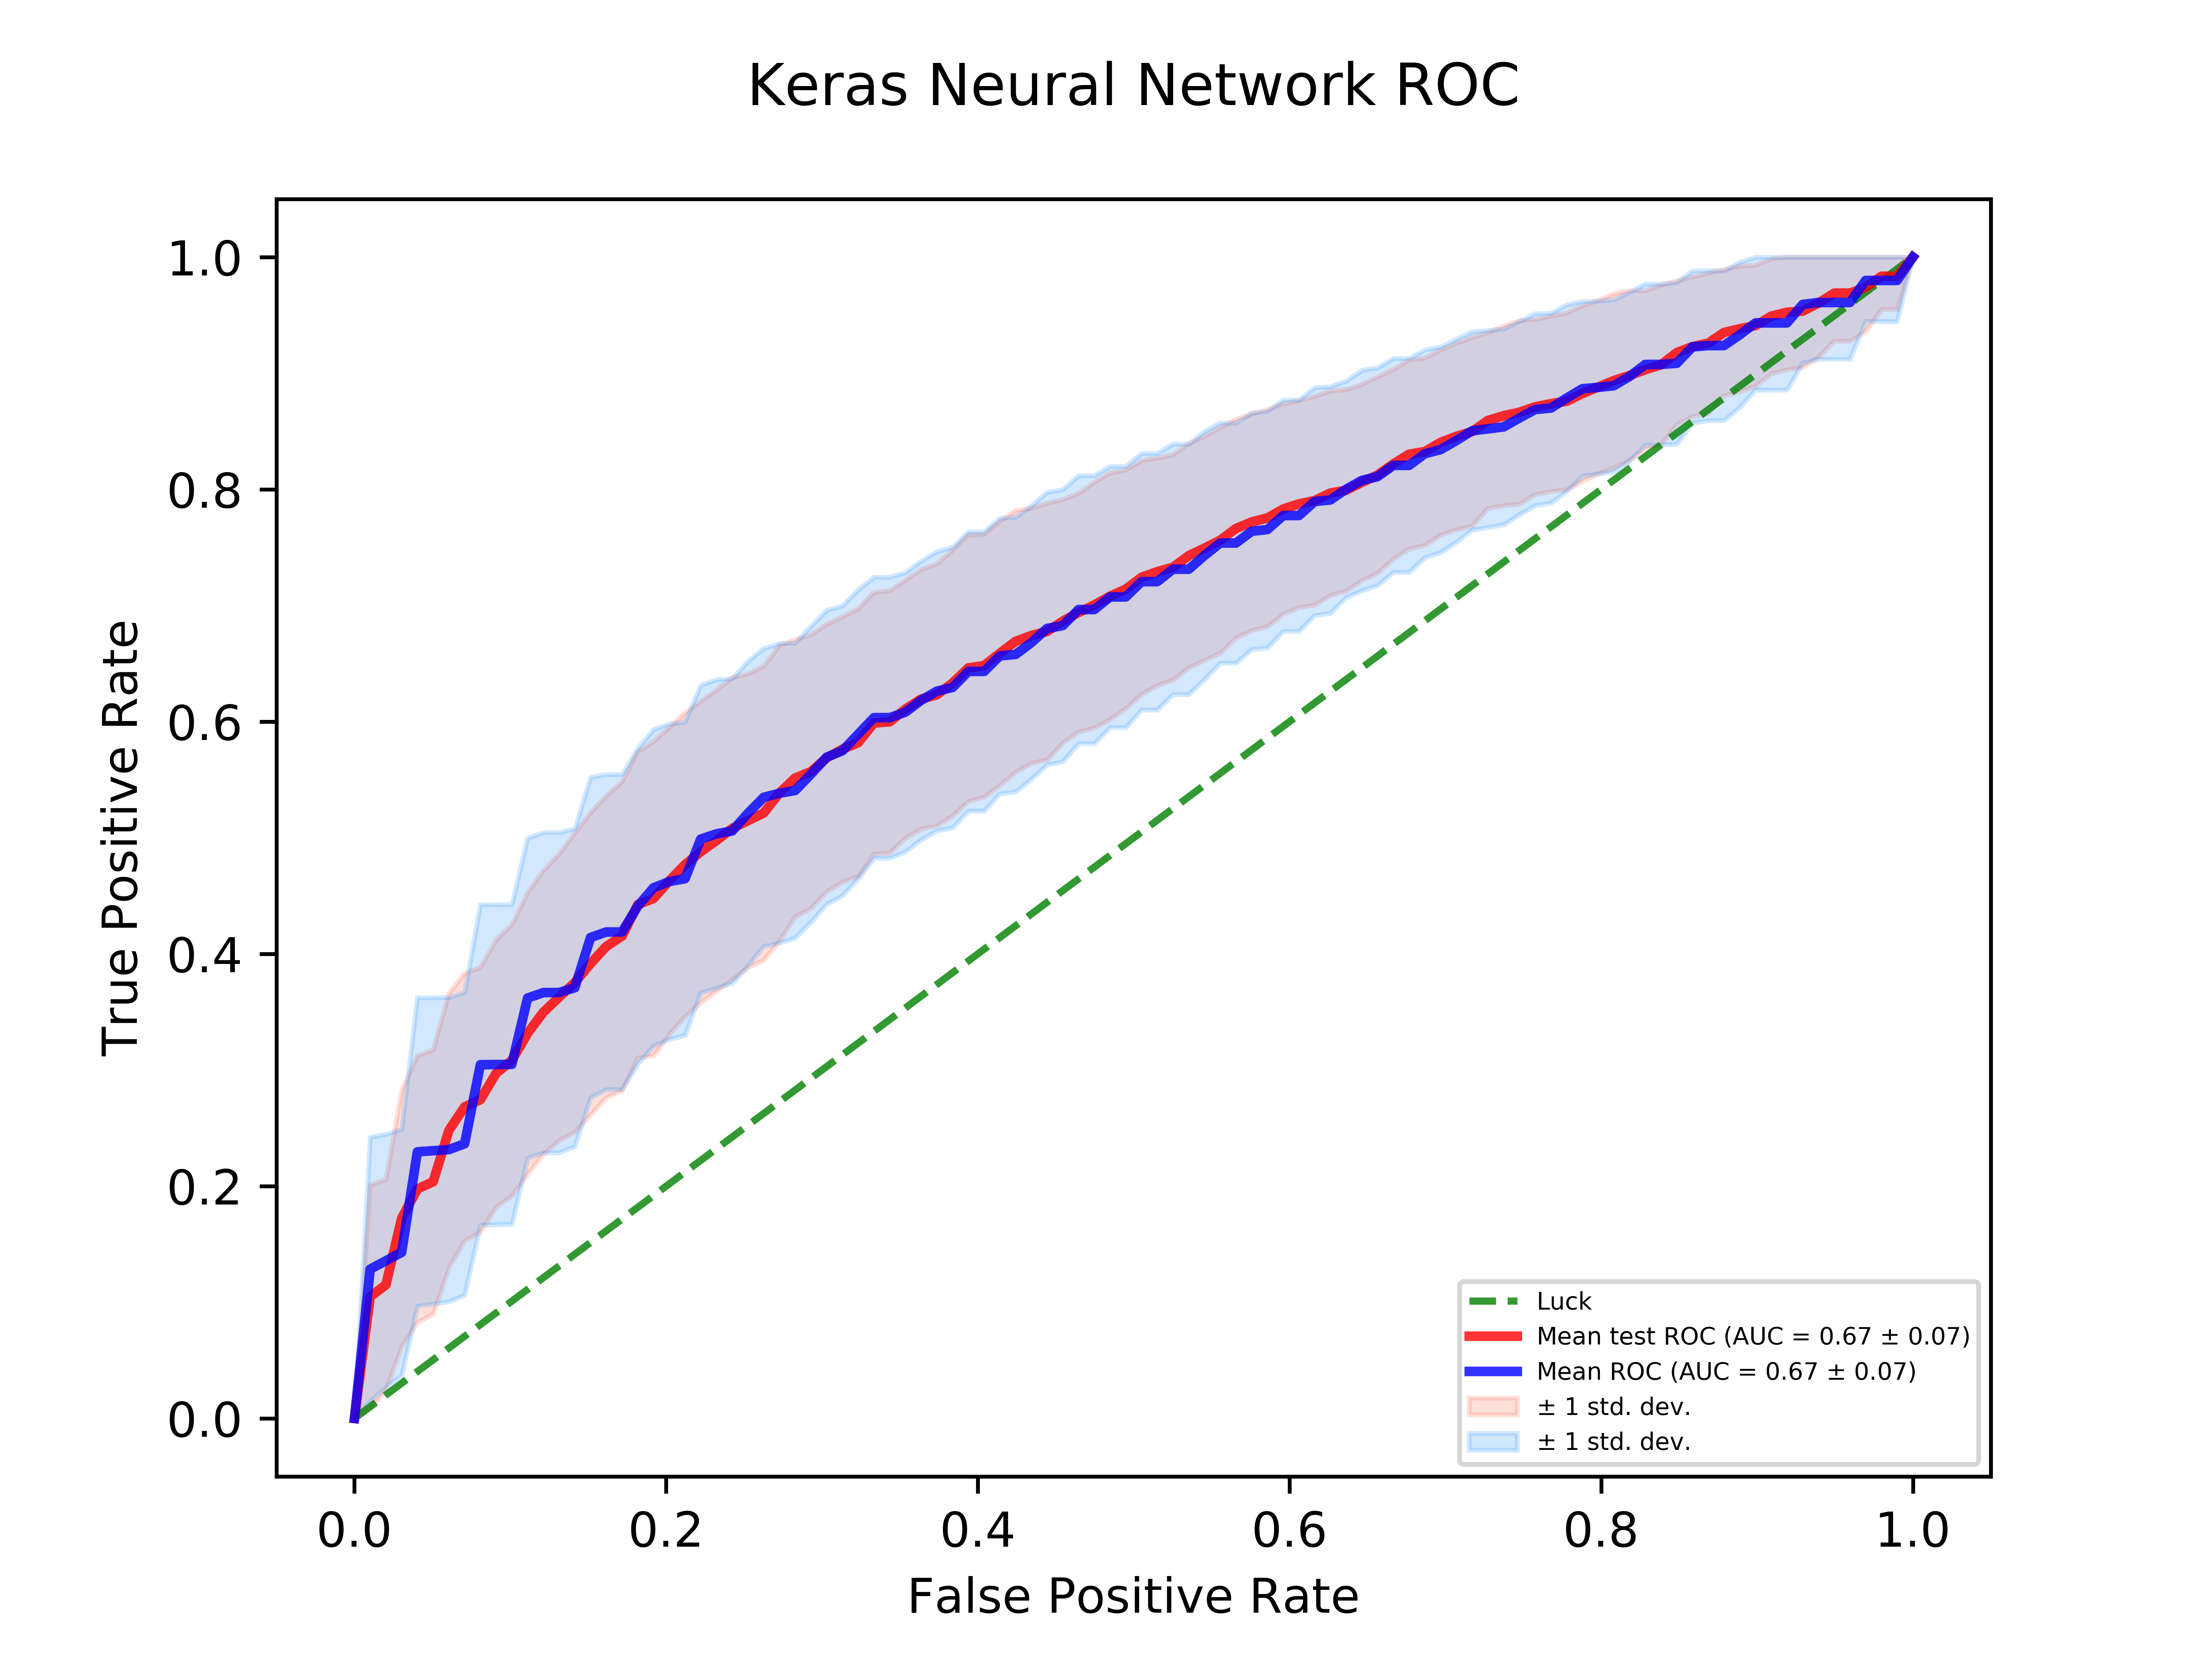 Keras Neural Network ROC
True Positive Rate
1.0
0.8
0.6
0.4
0.2
0.0
Luck
Mean test ROC (AUC = 0.67 ± 0.07)
Mean ROC (AUC = 0.67 ± 0.07)
± 1 std. dev.
± 1 std. dev.
0.0 0.2 0.4 0.6 0.8 1.0
False Positive Rate